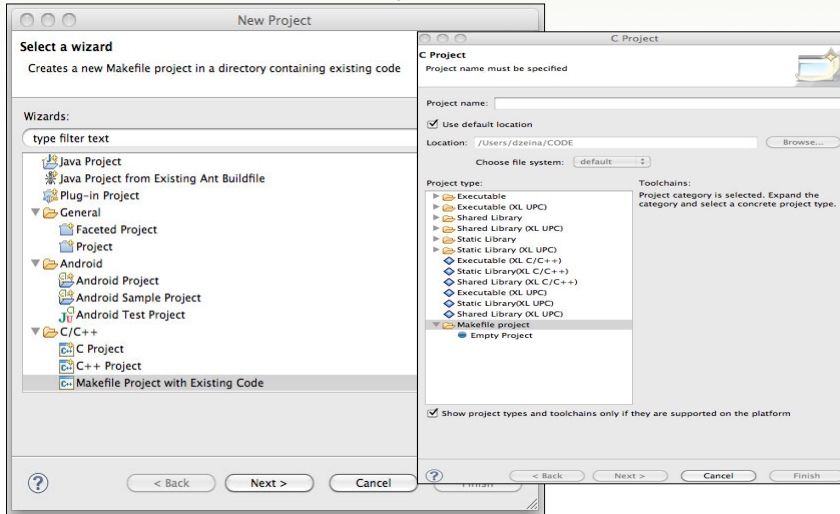 New Project
Select a wizard
Creates a new Makefile project in a directory containing existing code
Wizards:
type filter text
Java Project
Java Project from Existing Ant Buildfile
Plug-in Project
General
Faceted Project
Project
Android
Android Project
Android Sample Project
Android Test Project
C/C++
C Project
C++ Project
Makefile Project with Existing Code
?
< Back
Next >
Cancel
Finish
C Project
C Project
Project name must be specified
Project name:
Use default location
Location: /Users/dzeina/CODE
Browse...
Choose file system: default
Project type:
Executable
Executable (XL UPC)
Shared Library
Shared Library (XL UPC)
Static Library
Static Library (XL UPC)
Executable (XL C/C++)
Static Library(XL C/C++)
Shared Library (XL C/C++)
Executable (XL UPC)
Static Library(XL UPC)
Shared Library (XL UPC)
Makefile project
Empty Project
Toolchains:
Project category is selected. Expand the
category and select a concrete project type.
Show project types and toolchains only if they are supported on the platform
?
< Back
Next >
Cancel
Finish